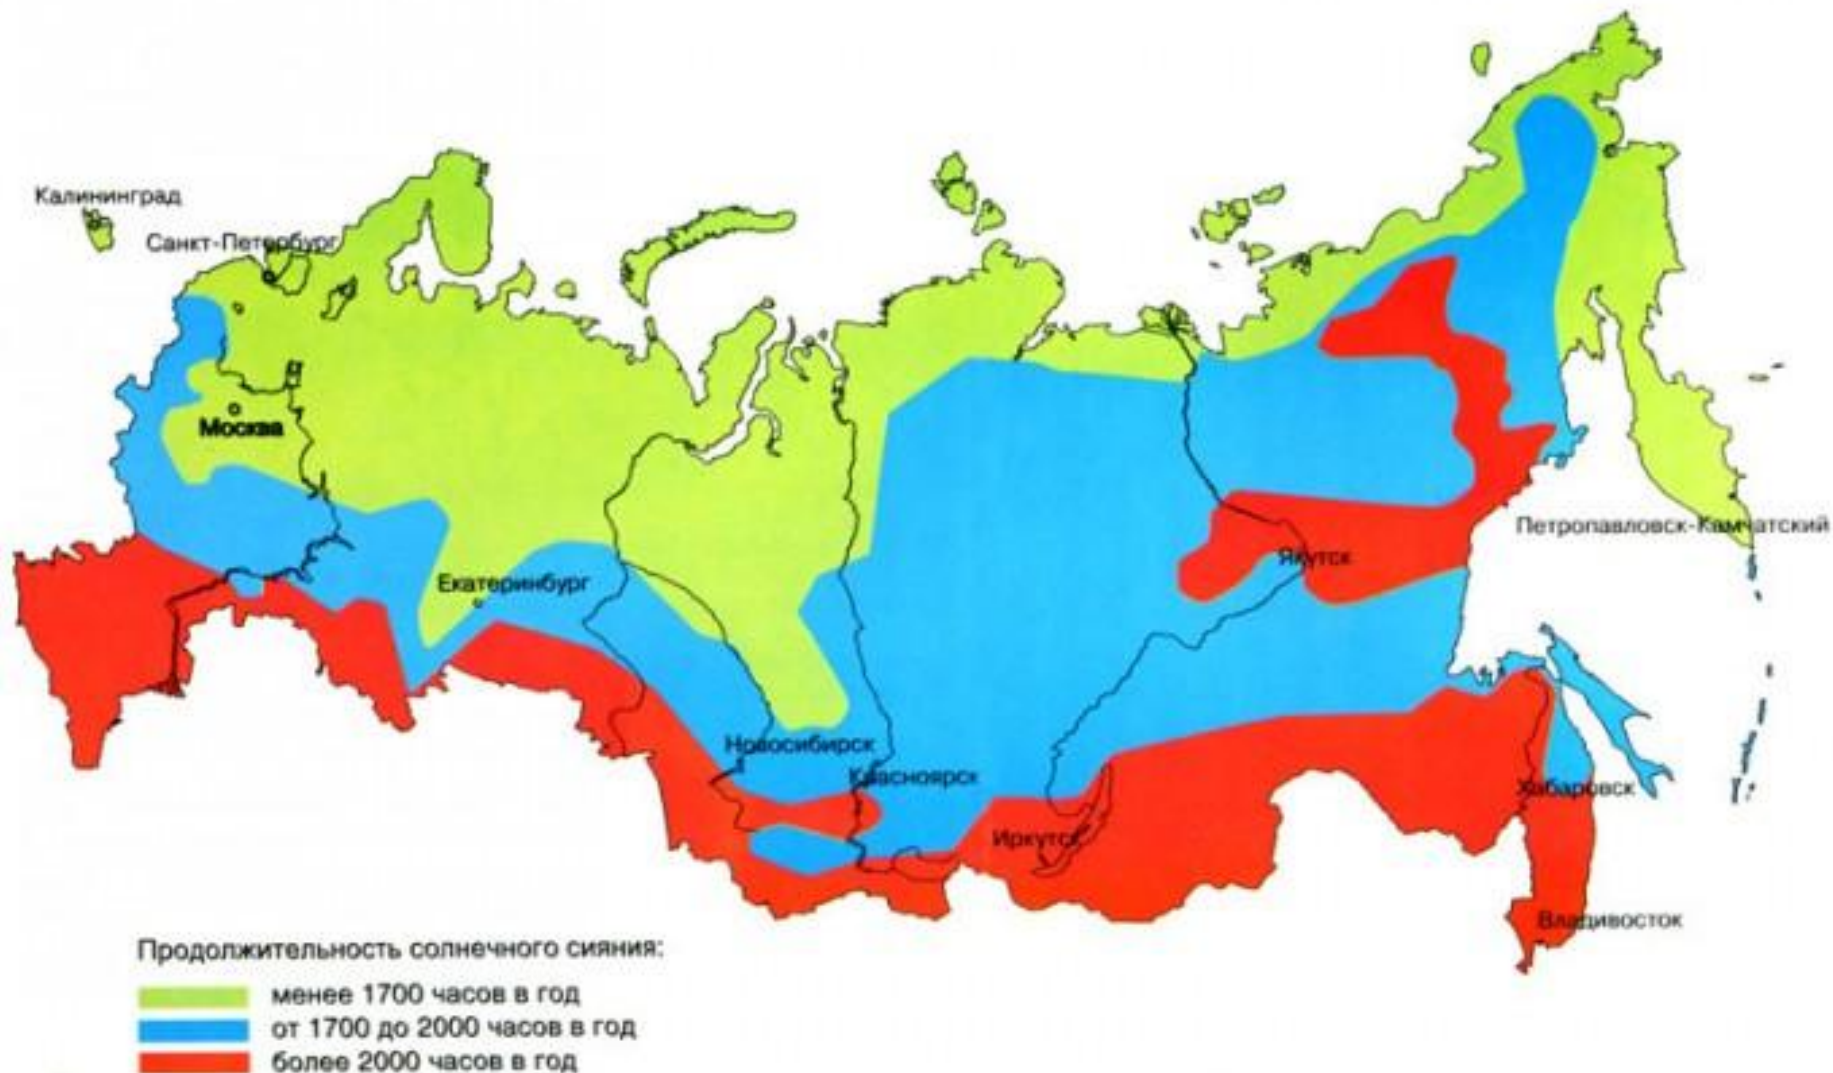 Калининград
Санкт-Петербург
Москва
Петропавловск-Камчатский
Якутск
Екатеринбург
Новосибирск
Красноярск
Хабаровск
Иркутск
Владивосток
Продолжительность солнечного сияния:
менее 1700 часов в год
от 1700 до 2000 часов в год
более 2000 часов в год